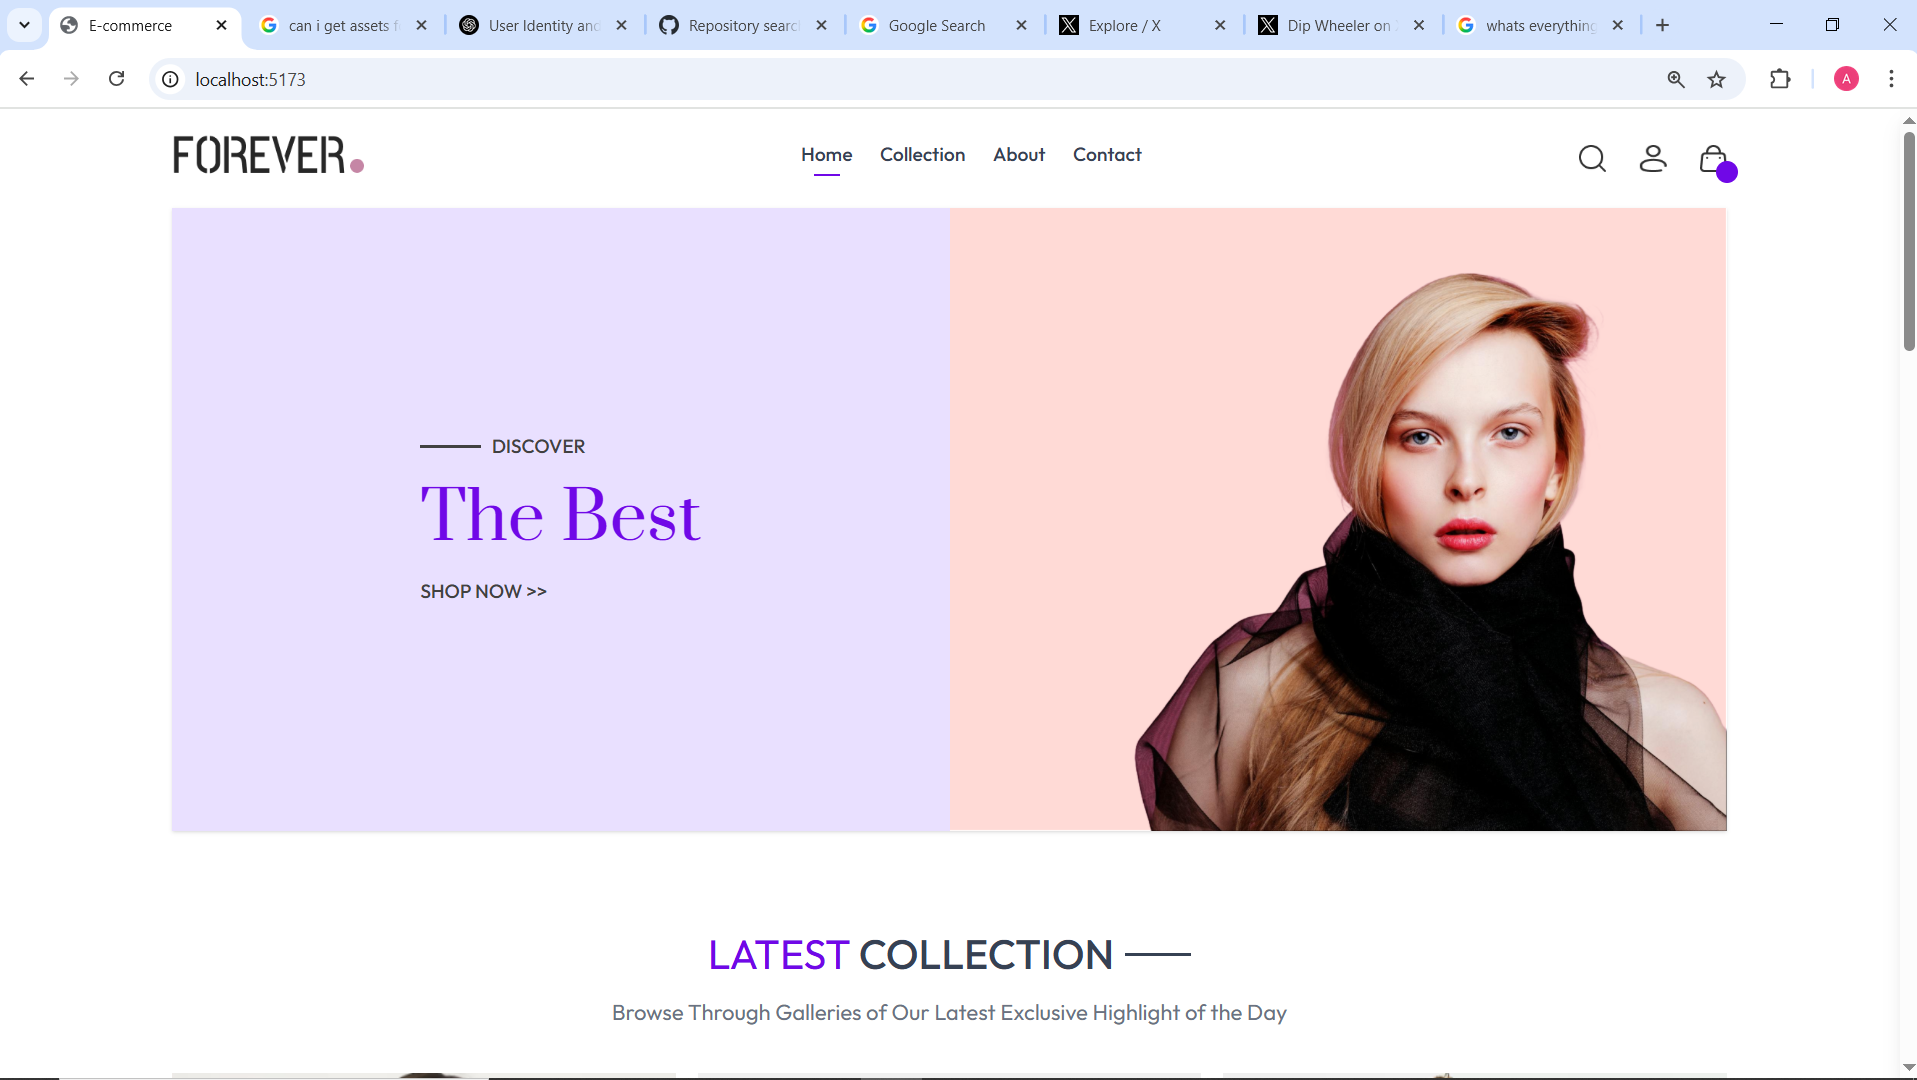 E-commerce
can i get assets f
User Identity and
Repository searc
Google Search
Explore / X
Dip Wheeler on
whats everything
localhost:5173
A
FOREVER.
Home
Collection
About
Contact
DISCOVER
The Best
SHOP NOW >>
LATEST COLLECTION
Browse Through Galleries of Our Latest Exclusive Highlight of the Day